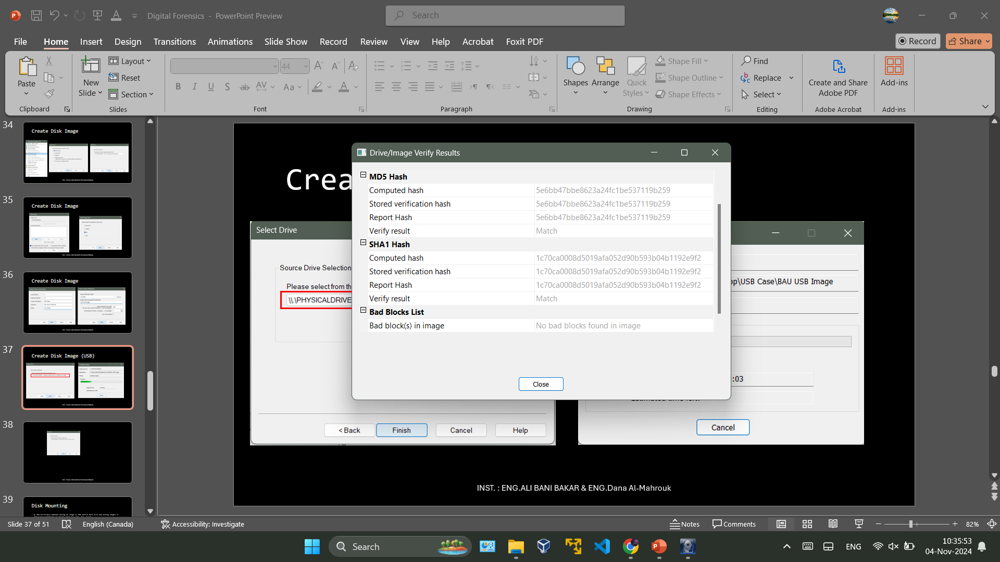 Digital Forensics - PowerPoint Preview
Search
File Home Insert Design Transitions Animations Slide Show Record Review View Help Acrobat Foxit PDF
Record Share
Paste
New Slide
Layout
Reset
Section
44
Shapes Arrange Quick Styles
Shape Fill
Shape Outline
Shape Effects
Find
Replace
Select
Create and Share Adobe PDF
Add-ins
Clipboard Slides Font Paragraph Drawing Editing Adobe Acrobat Add-ins
34
Create Disk Image
35
Create Disk Image
36
Create Disk Image
37
Create Disk Image (USB)
38
39
Disk Mounting
Crea
Select Drive
Source Drive Selection
Please select from th
\\.\PHYSICALDRIVE
< Back Finish Cancel Help
Drive/Image Verify Results
MD5 Hash
Computed hash 5e6bb47bbe8623a24fc1be537119b259
Stored verification hash 5e6bb47bbe8623a24fc1be537119b259
Report Hash 5e6bb47bbe8623a24fc1be537119b259
Verify result Match
SHA1 Hash
Computed hash 1c70ca0008d5019afa052d90b593b04b1192e9f2
Stored verification hash 1c70ca0008d5019afa052d90b593b04b1192e9f2
Report Hash 1c70ca0008d5019afa052d90b593b04b1192e9f2
Verify result Match
Bad Blocks List
Bad block(s) in image No bad blocks found in image
Close
op\USB Case\BAU USB Image
:03
Cancel
INST. : ENG.ALI BANI BAKAR & ENG.Dana Al-Mahrouk
Slide 37 of 51 English (Canada) Accessibility: Investigate
Notes Comments 82%
Search
ENG
10:35:53
04-Nov-2024